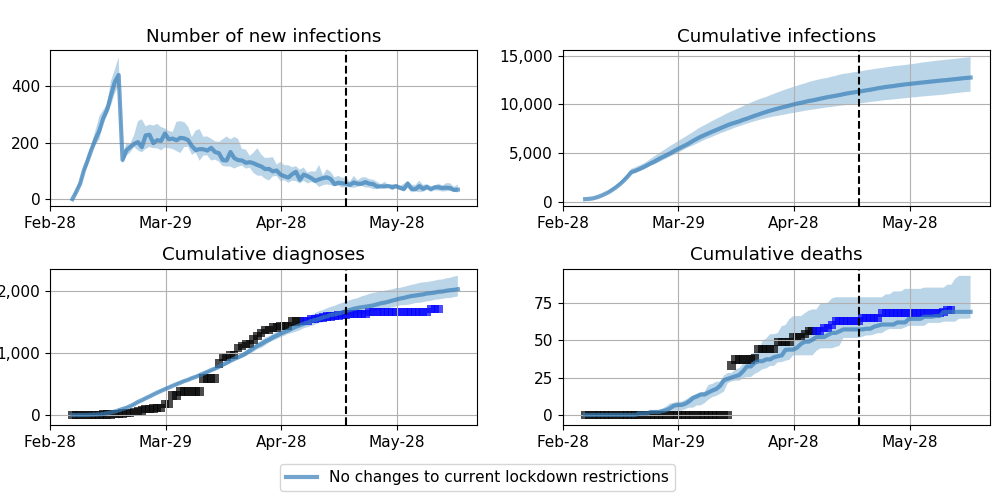 Number of new infections
Cumulative infections
400
200
0
Feb-28 Mar-29 Apr-28 May-28
15,000
10,000
5,000
0
Feb-28 Mar-29 Apr-28 May-28
Cumulative diagnoses
Cumulative deaths
2,000
1,000
0
Feb-28 Mar-29 Apr-28 May-28
75
50
25
0
Feb-28 Mar-29 Apr-28 May-28
No changes to current lockdown restrictions